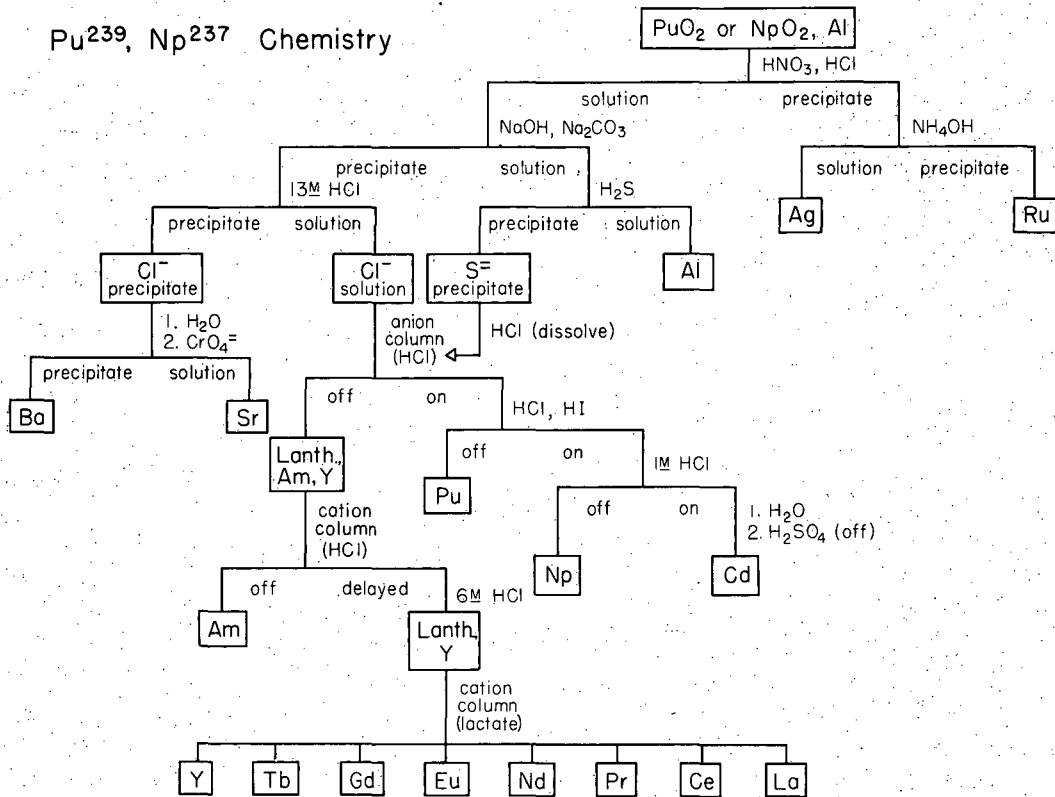 Pu²³⁹, Np²³⁷ Chemistry
PuO₂ or NpO₂, Al
HNO₃, HCl
solution precipitate
NaOH, Na₂CO₃
NH₄OH
precipitate solution
solution precipitate
13M HCl
H₂S
Ag
Ru
precipitate solution
precipitate solution
Cl⁻
precipitate
Cl⁻
solution
S⁼
precipitate
Al
1. H₂O
2. CrO₄⁼
anion
column
(HCl)
HCl (dissolve)
precipitate solution
Ba
Sr
off on
HCl, HI
Lanth.,
Am, Y
off on
Pu
1M HCl
cation
column
(HCl)
off on
1. H₂O
2. H₂SO₄ (off)
Np
Cd
off delayed
6M HCl
Am
Lanth.,
Y
cation
column
(lactate)
Y Tb Gd Eu Nd Pr Ce La